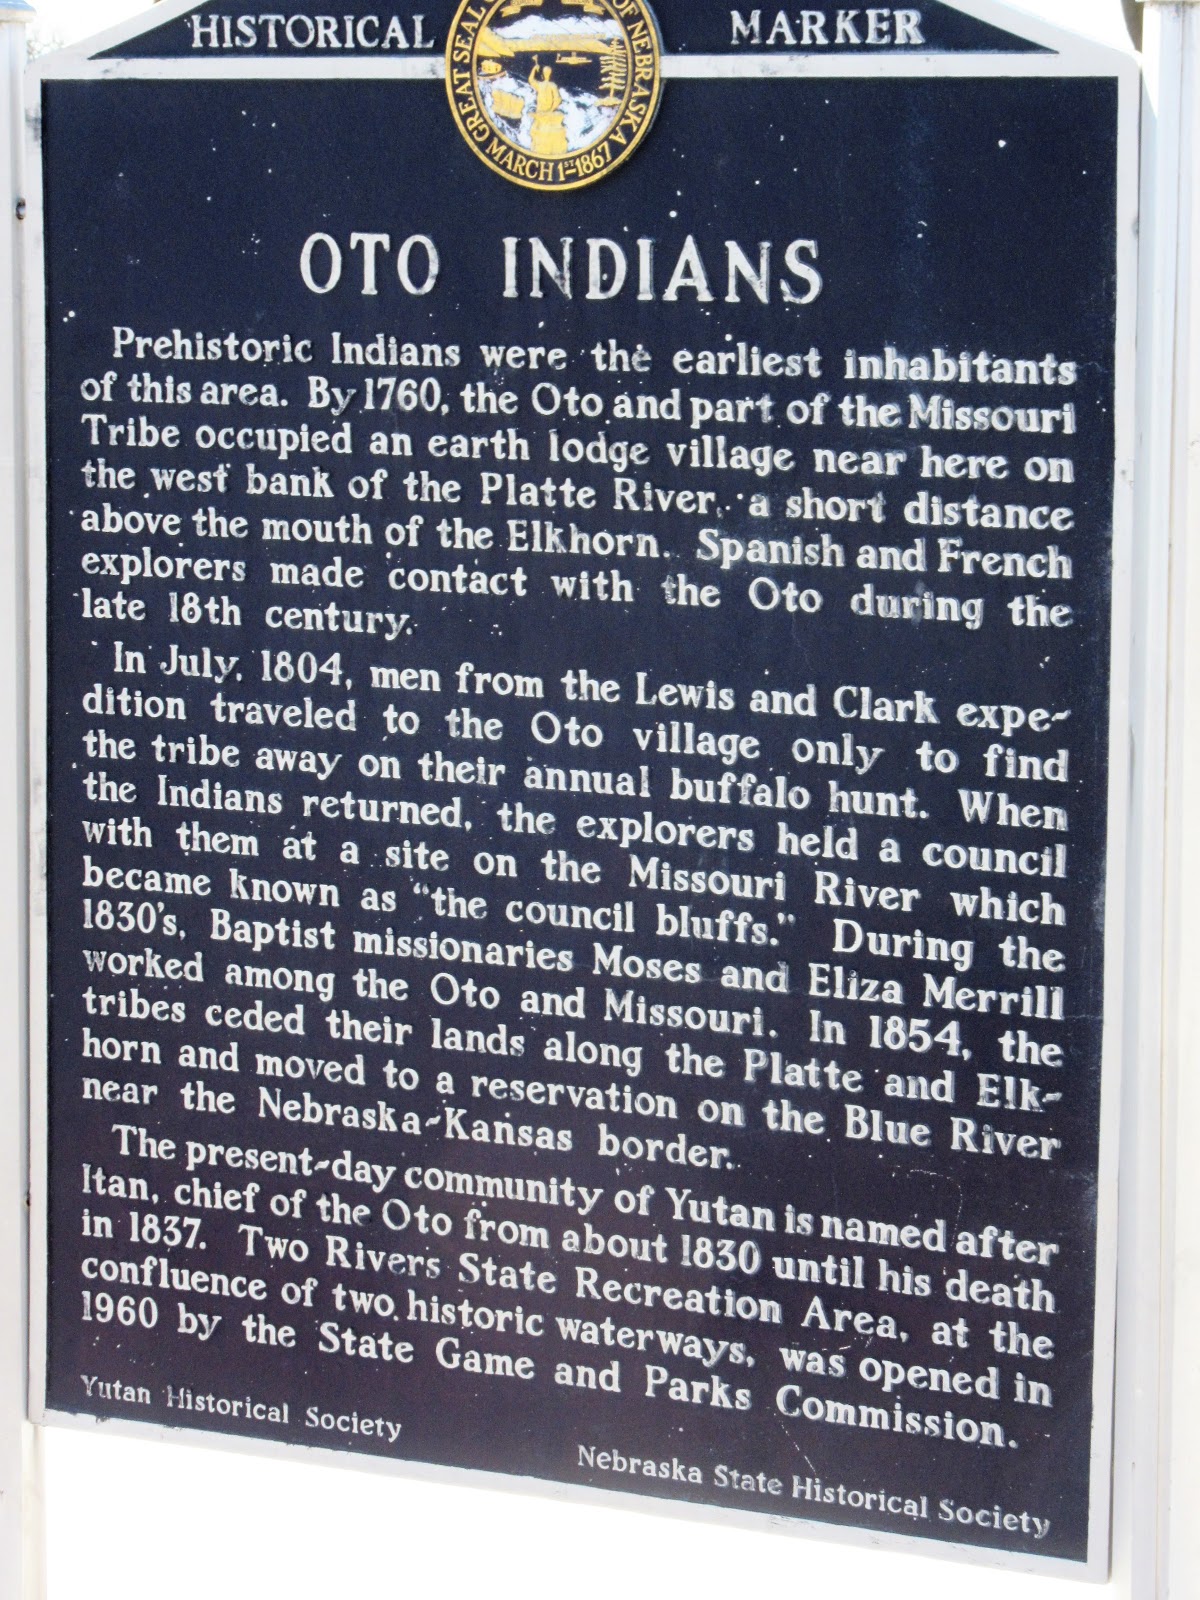 HISTORICAL MARKER
GREAT SEAL OF NEBRASKA
MARCH 1ST 1867
OTO INDIANS
Prehistoric Indians were the earliest inhabitants
of this area. By 1760, the Oto and part of the Missouri
Tribe occupied an earth lodge village near here on
the west bank of the Platte River, a short distance
above the mouth of the Elkhorn. Spanish and French
explorers made contact with the Oto during the
late 18th century.
In July, 1804, men from the Lewis and Clark expe-
dition traveled to the Oto village only to find
the tribe away on their annual buffalo hunt. When
the Indians returned, the explorers held a council
with them at a site on the Missouri River which
became known as "the council bluffs." During the
1830's, Baptist missionaries Moses and Eliza Merrill
worked among the Oto and Missouri. In 1854, the
tribes ceded their lands along the Platte and Elk-
horn and moved to a reservation on the Blue River
near the Nebraska-Kansas border.
The present-day community of Yutan is named after
Itan, chief of the Oto from about 1830 until his death
in 1837. Two Rivers State Recreation Area, at the
confluence of two historic waterways, was opened in
1960 by the State Game and Parks Commission.
Yutan Historical Society
Nebraska State Historical Society